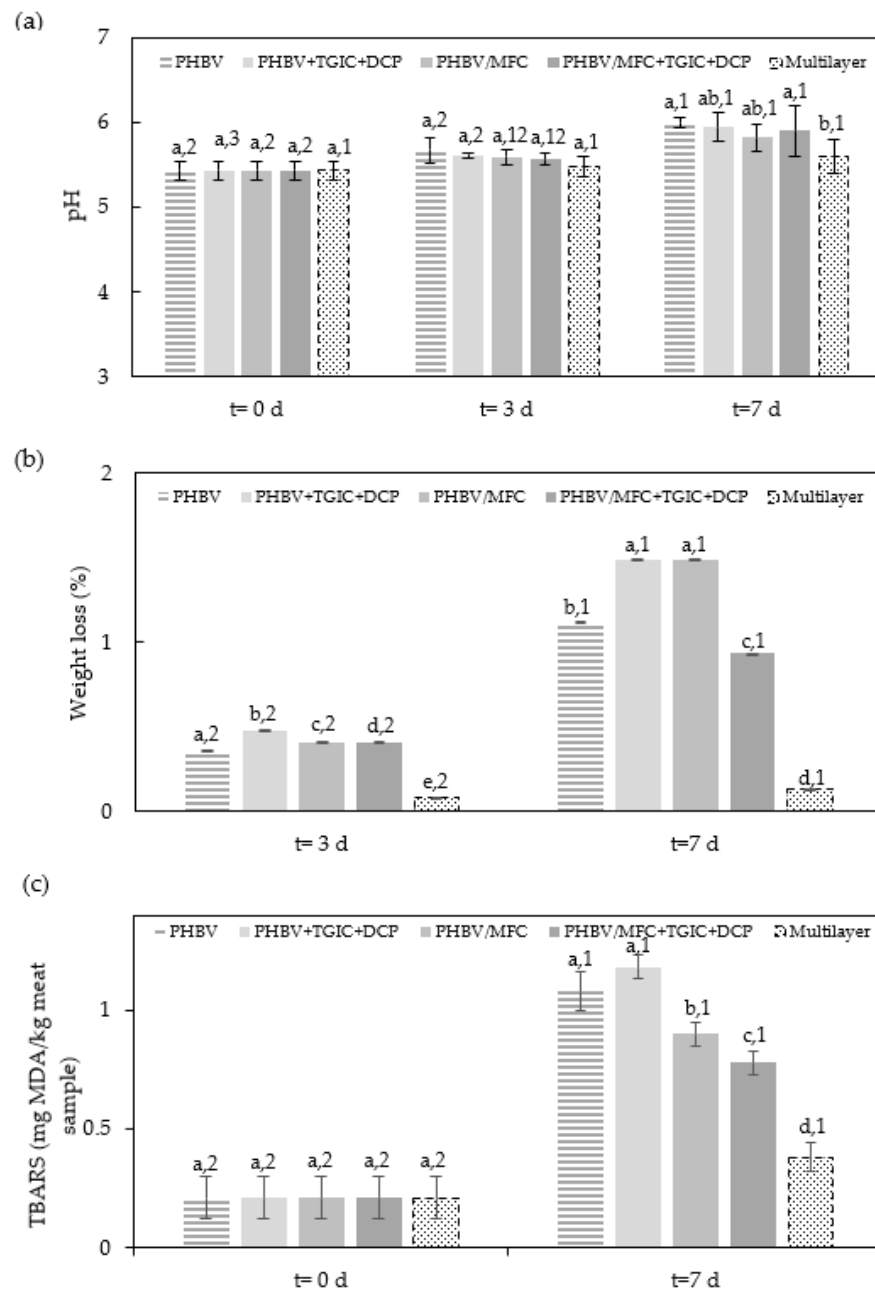 (a)
7
PHBV PHBV+TGIC+DCP PHBV/MFC PHBV/MFC+TGIC+DCP Multilayer
a,1 ab,1 ab,1 a,1 b,1
a,2 a,2 a,12 a,12 a,1
a,2 a,3 a,2 a,2 a,1
6
5
4
3
pH
t= 0 d t= 3 d t=7 d
(b)
2
PHBV PHBV+TGIC+DCP PHBV/MFC PHBV/MFC+TGIC+DCP Multilayer
b,1 a,1 a,1 c,1 d,1
a,2 b,2 c,2 d,2 e,2
1
0
Weight loss (%)
t= 3 d t=7 d
(c)
PHBV PHBV+TGIC+DCP PHBV/MFC PHBV/MFC+TGIC+DCP Multilayer
a,1 a,1 b,1 c,1 d,1
1
0.5
a,2 a,2 a,2 a,2 a,2
0
TBARS (mg MDA/kg meat
sample)
t= 0 d t=7 d